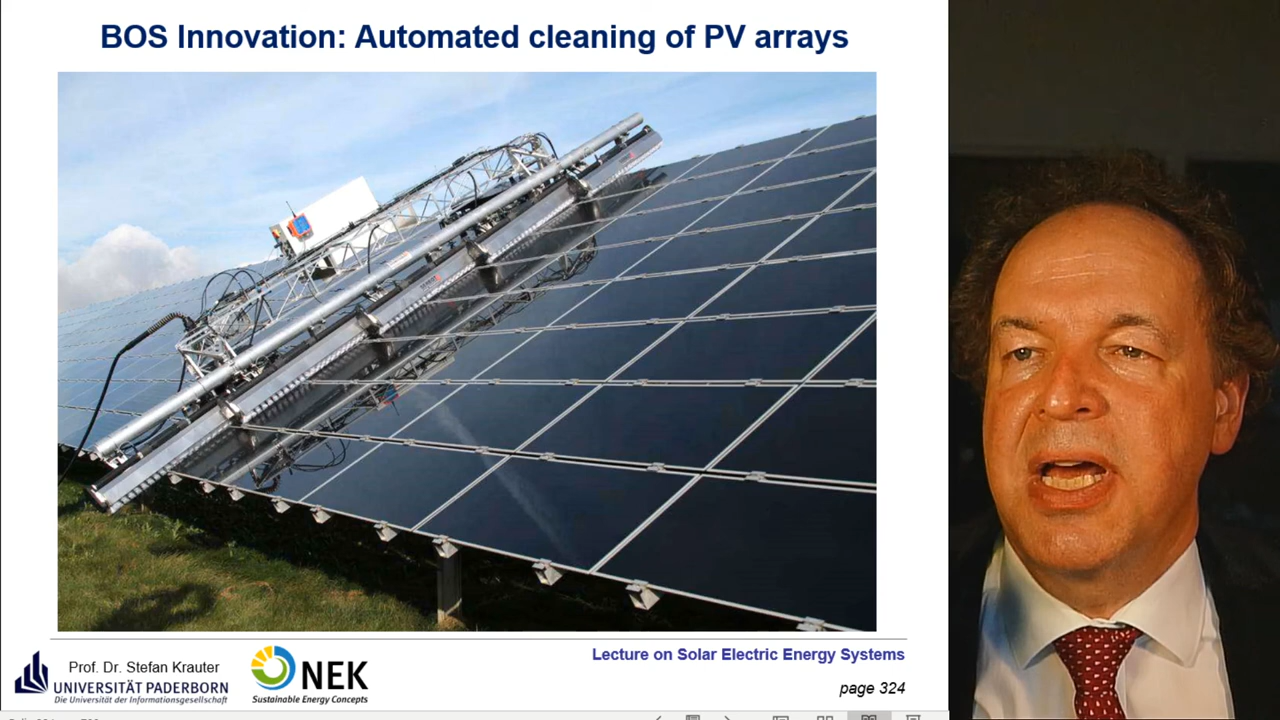 BOS Innovation: Automated cleaning of PV arrays
Prof. Dr. Stefan Krauter
UNIVERSITÄT PADERBORN
Die Universität der Informationsgesellschaft
NEK
Sustainable Energy Concepts
Lecture on Solar Electric Energy Systems
page 324